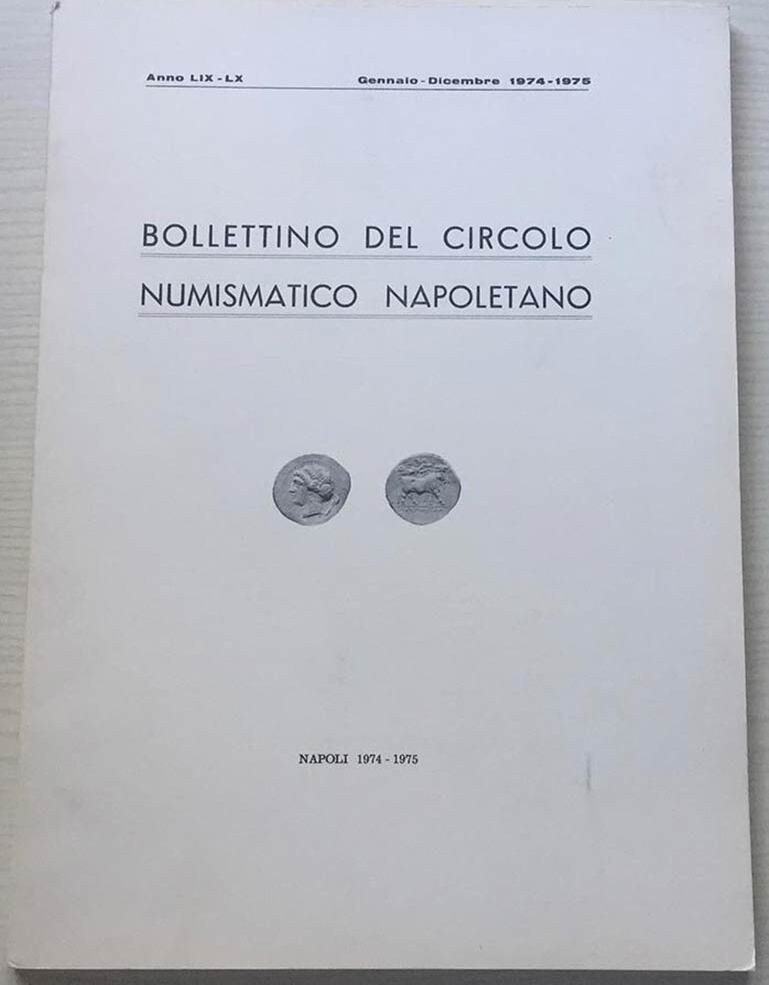 Anno LIX - LX Gennaio - Dicembre 1974 - 1975
BOLLETTINO DEL CIRCOLO
NUMISMATICO NAPOLETANO
NAPOLI 1974 - 1975